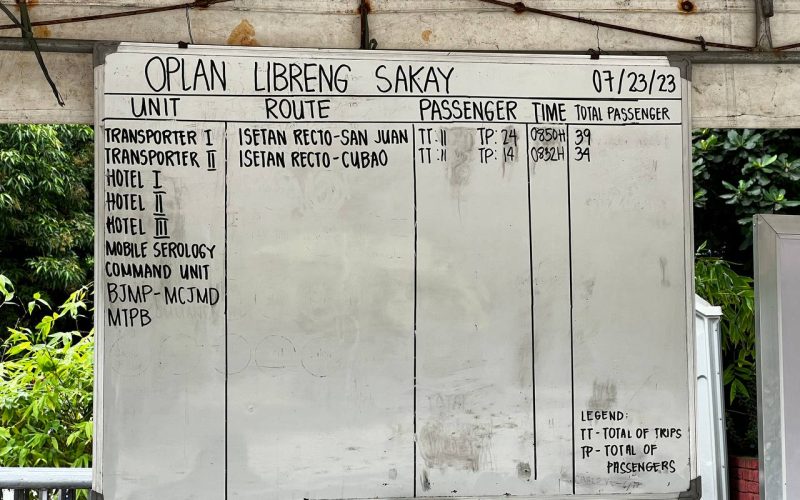 OPLAN LIBRENG SAKAY 07/23/23
UNIT ROUTE PASSENGER TIME TOTAL PASSENGER
TRANSPORTER I ISETAN RECTO-SAN JUAN TT: II TP: 24 0850H 39
TRANSPORTER II ISETAN RECTO-CUBAO TT: II TP: 14 0852H 34
HOTEL I
HOTEL II
HOTEL III
MOBILE SEROLOGY
COMMAND UNIT
BJMP-MCJMD
MTPB
LEGEND:
TT - TOTAL OF TRIPS
TP - TOTAL OF
PASSENGERS